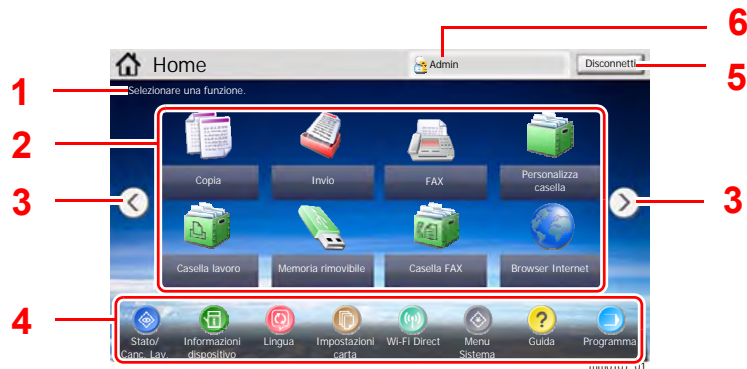 6
Home
Admin
Disconnetti
5
1
Selezionare una funzione.
2
Copia
Invio
FAX
Personalizza
casella
3
3
Casella lavoro
Memoria rimovibile
Casella FAX
Browser Internet
4
Stato/
Canc. Lav.
Informazioni
dispositivo
Lingua
Impostazioni
carta
Wi-Fi Direct
Menu
Sistema
Guida
Programma